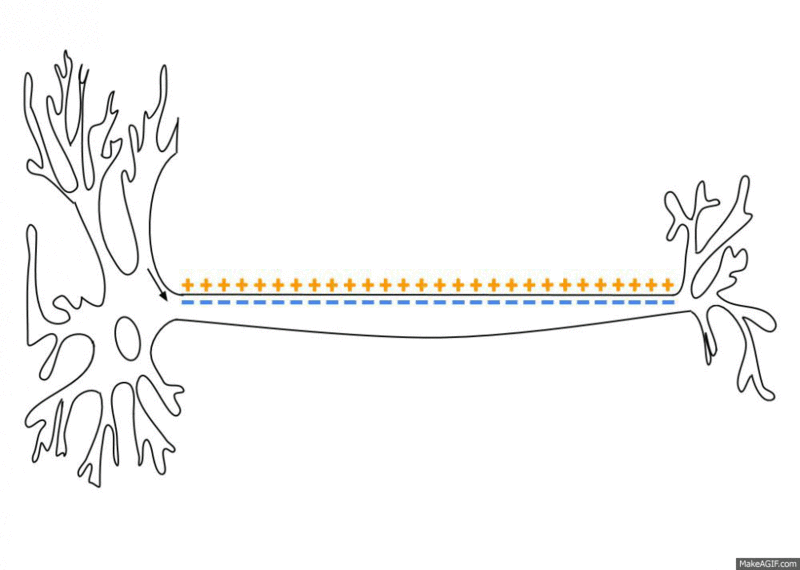 + + + + + + + + + + + + + + + + + + + + + + + + + + + +
− − − − − − − − − − − − − − − − − − − − − − − − − − − −
MakeAGIF.com